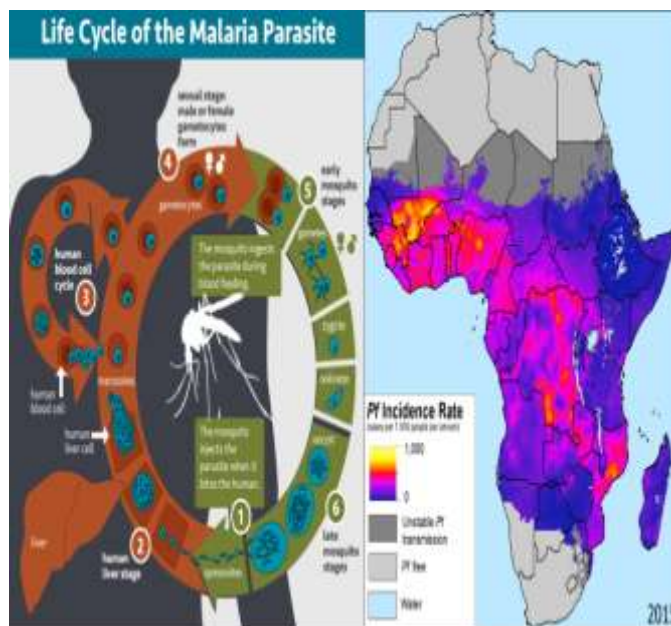 Life Cycle of the Malaria Parasite
sexual stage:
male or female
gametocytes
form
4
gametocytes
5
early
mosquito
stages
gametes
The mosquito ingests
the parasite during
blood feeding.
human
blood cell
cycle
3
zygote
ookinete
human
blood cell
merozoites
human
liver cell
The mosquito
injects the
parasite when it
bites the human.
oocyst
1
6
late
mosquito
stages
liver
2
human
liver stage
sporozoites
Pf Incidence Rate
1,000
0
Unstable Pf
transmission
Pf free
Water